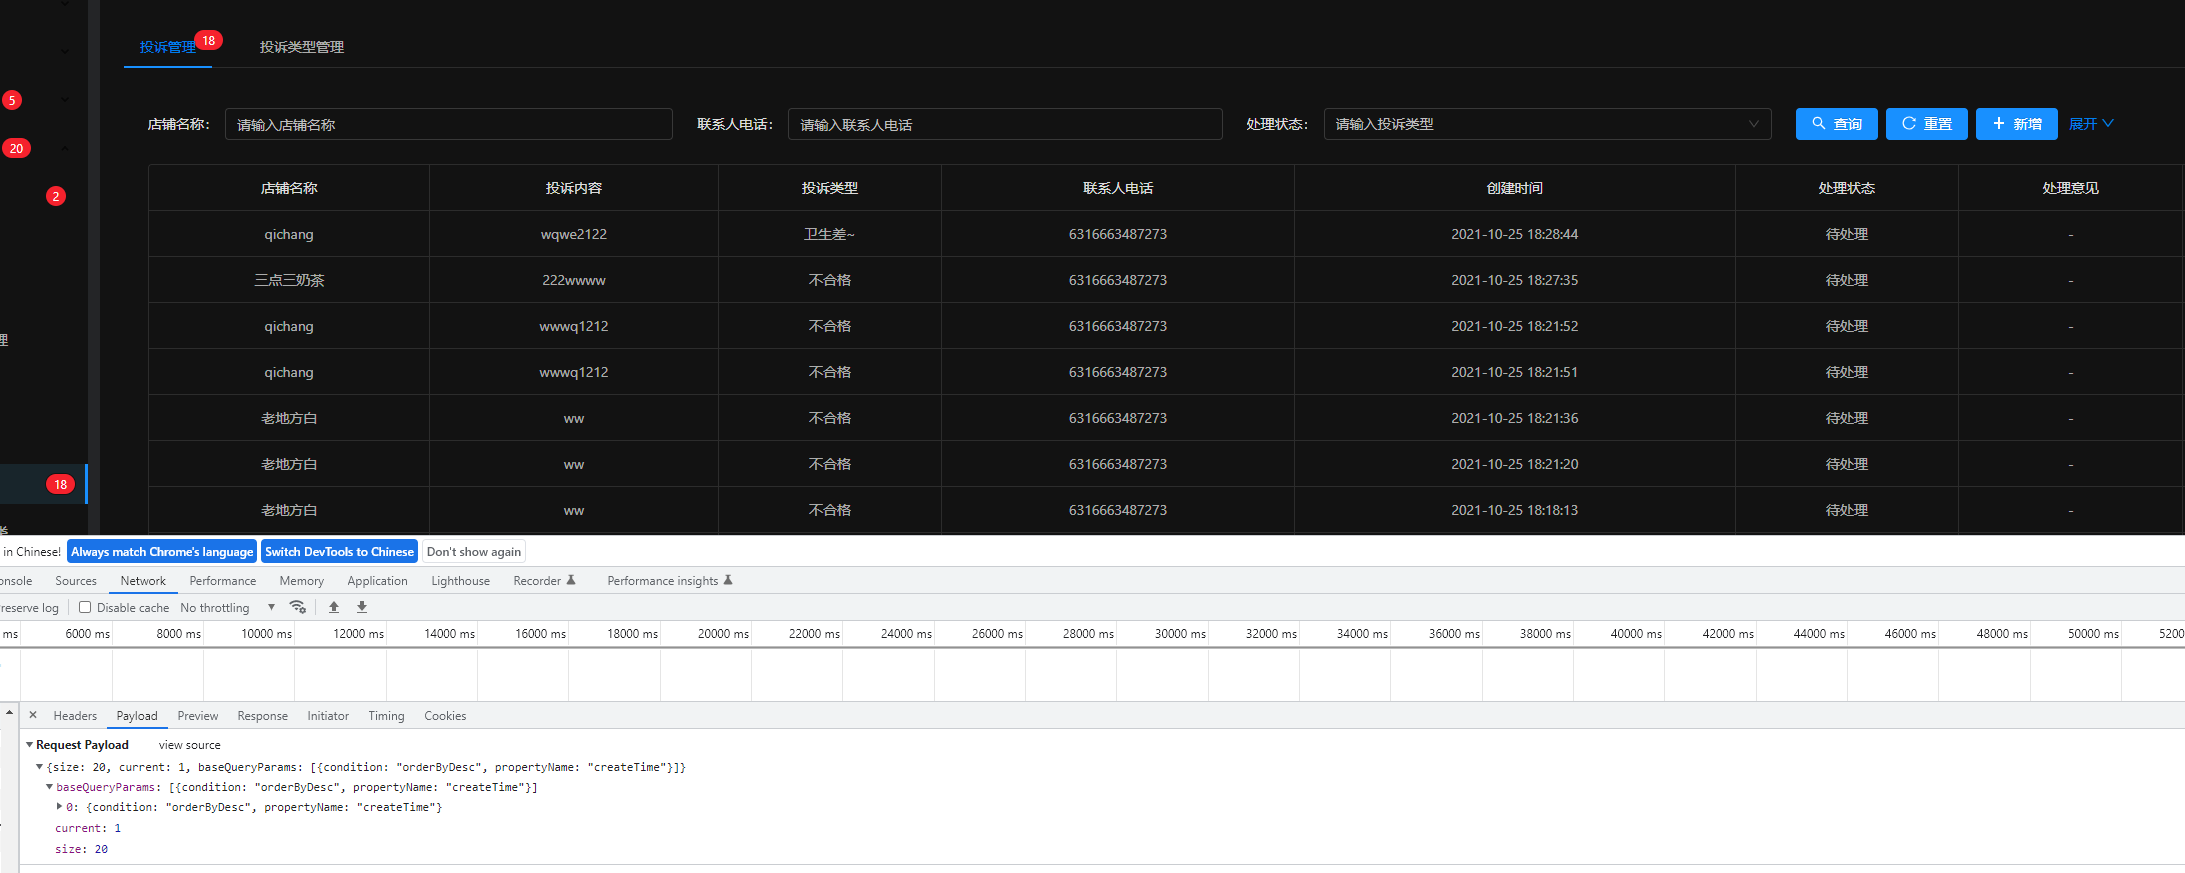 投诉管理 18 投诉类型管理
5
20
2
理
18
店铺名称： 请输入店铺名称 联系人电话： 请输入联系人电话 处理状态： 请输入投诉类型 查询 重置 新增 展开
店铺名称 投诉内容 投诉类型 联系人电话 创建时间 处理状态 处理意见
qichang wqwe2122 卫生差~ 6316663487273 2021-10-25 18:28:44 待处理 -
三点三奶茶 222wwww 不合格 6316663487273 2021-10-25 18:27:35 待处理 -
qichang wwwq1212 不合格 6316663487273 2021-10-25 18:21:52 待处理 -
qichang wwwq1212 不合格 6316663487273 2021-10-25 18:21:51 待处理 -
老地方白 ww 不合格 6316663487273 2021-10-25 18:21:36 待处理 -
老地方白 ww 不合格 6316663487273 2021-10-25 18:21:20 待处理 -
老地方白 ww 不合格 6316663487273 2021-10-25 18:18:13 待处理 -
in Chinese! Always match Chrome's language Switch DevTools to Chinese Don't show again
onsole Sources Network Performance Memory Application Lighthouse Recorder Performance insights
reserve log Disable cache No throttling
ms 6000 ms 8000 ms 10000 ms 12000 ms 14000 ms 16000 ms 18000 ms 20000 ms 22000 ms 24000 ms 26000 ms 28000 ms 30000 ms 32000 ms 34000 ms 36000 ms 38000 ms 40000 ms 42000 ms 44000 ms 46000 ms 48000 ms 50000 ms 5200
Headers Payload Preview Response Initiator Timing Cookies
Request Payload view source
{size: 20, current: 1, baseQueryParams: [{condition: "orderByDesc", propertyName: "createTime"}]}
baseQueryParams: [{condition: "orderByDesc", propertyName: "createTime"}]
0: {condition: "orderByDesc", propertyName: "createTime"}
current: 1
size: 20